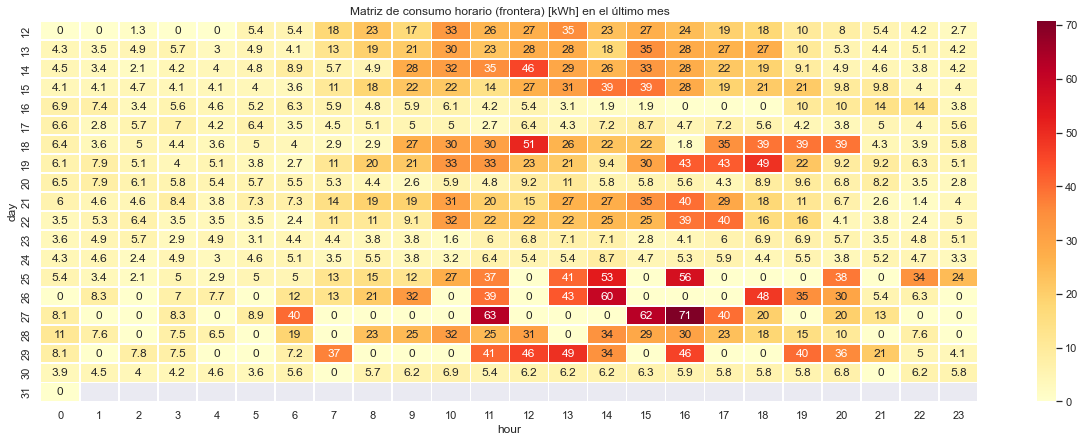 Matriz de consumo horario (frontera) [kWh] en el último mes
12 0 0 1.3 0 0 5.4 5.4 18 23 17 33 26 27 35 23 27 24 19 18 10 8 5.4 4.2 2.7
13 4.3 3.5 4.9 5.7 3 4.9 4.1 13 19 21 30 23 28 28 18 35 28 27 27 10 5.3 4.4 5.1 4.2
14 4.5 3.4 2.1 4.2 4 4.8 8.9 5.7 4.9 28 32 35 46 29 26 33 28 22 19 9.1 4.9 4.6 3.8 4.2
15 4.1 4.1 4.7 4.1 4.1 4 3.6 11 18 22 22 14 27 31 39 39 28 19 21 21 9.8 9.8 4 4
16 6.9 7.4 3.4 5.6 4.6 5.2 6.3 5.9 4.8 5.9 6.1 4.2 5.4 3.1 1.9 1.9 0 0 0 10 10 14 14 3.8
17 6.6 2.8 5.7 7 4.2 6.4 3.5 4.5 5.1 5 5 2.7 6.4 4.3 7.2 8.7 4.7 7.2 5.6 4.2 3.8 5 4 5.6
18 6.4 3.6 5 4.4 3.6 5 4 2.9 2.9 27 30 30 51 26 22 22 1.8 35 39 39 39 4.3 3.9 5.8
19 6.1 7.9 5.1 4 5.1 3.8 2.7 11 20 21 33 33 23 21 9.4 30 43 43 49 22 9.2 9.2 6.3 5.1
20 6.5 7.9 6.1 5.8 5.4 5.7 5.5 5.3 4.4 2.6 5.9 4.8 9.2 11 5.8 5.8 5.6 4.3 8.9 9.6 6.8 8.2 3.5 2.8
21 6 4.6 4.6 8.4 3.8 7.3 7.3 14 19 19 31 20 15 27 27 35 40 29 18 11 6.7 2.6 1.4 4
22 3.5 5.3 6.4 3.5 3.5 3.5 2.4 11 11 9.1 32 22 22 22 25 25 39 40 16 16 4.1 3.8 2.4 5
23 3.6 4.9 5.7 2.9 4.9 3.1 4.4 4.4 3.8 3.8 1.6 6 6.8 7.1 7.1 2.8 4.1 6 6.9 6.9 5.7 3.5 4.8 5.1
24 4.3 4.6 2.4 4.9 3 4.6 5.1 3.5 5.5 3.8 3.2 6.4 5.4 5.4 8.7 4.7 5.3 5.9 4.4 5.5 3.8 5.2 4.7 3.3
25 5.4 3.4 2.1 5 2.9 5 5 13 15 12 27 37 0 41 53 0 56 0 0 0 38 0 34 24
26 0 8.3 0 7 7.7 0 12 13 21 32 0 39 0 43 60 0 0 0 48 35 30 5.4 6.3 0
27 8.1 0 0 8.3 0 8.9 40 0 0 0 0 63 0 0 0 62 71 40 20 0 20 13 0 0
28 11 7.6 0 7.5 6.5 0 19 0 23 25 32 25 31 0 34 29 30 23 18 15 10 0 7.6 0
29 8.1 0 7.8 7.5 0 0 7.2 37 0 0 0 41 46 49 34 0 46 0 0 40 36 21 5 4.1
30 3.9 4.5 4 4.2 4.6 3.6 5.6 0 5.7 6.2 6.9 5.4 6.2 6.2 6.2 6.3 5.9 5.8 5.8 5.8 6.8 0 6.2 5.8
31 0
0 1 2 3 4 5 6 7 8 9 10 11 12 13 14 15 16 17 18 19 20 21 22 23
hour
day
70
60
50
40
30
20
10
0